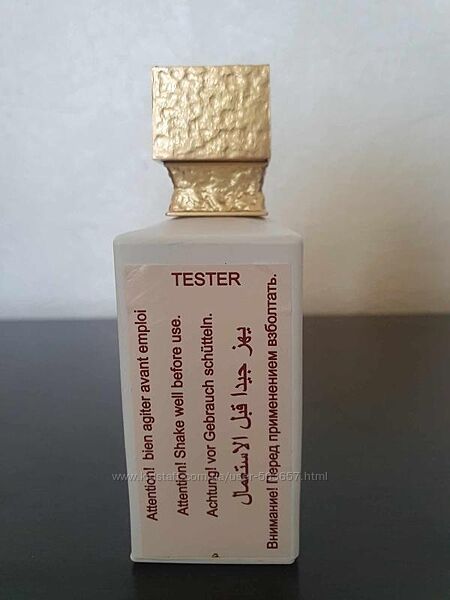 TESTER
Attention! bien agiter avant emploi
Attention! Shake well before use.
Achtung! vor Gebrauch schütteln.
يهز جيدا قبل الاستمال
Внимание! Перед применением взболтать.